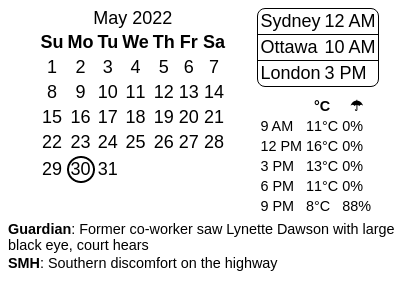 May 2022
Su Mo Tu We Th Fr Sa
1 2 3 4 5 6 7
8 9 10 11 12 13 14
15 16 17 18 19 20 21
22 23 24 25 26 27 28
29 30 31
Sydney 12 AM
Ottawa 10 AM
London 3 PM
°C ☂
9 AM 11°C 0%
12 PM 16°C 0%
3 PM 13°C 0%
6 PM 11°C 0%
9 PM 8°C 88%
Guardian: Former co-worker saw Lynette Dawson with large
black eye, court hears
SMH: Southern discomfort on the highway